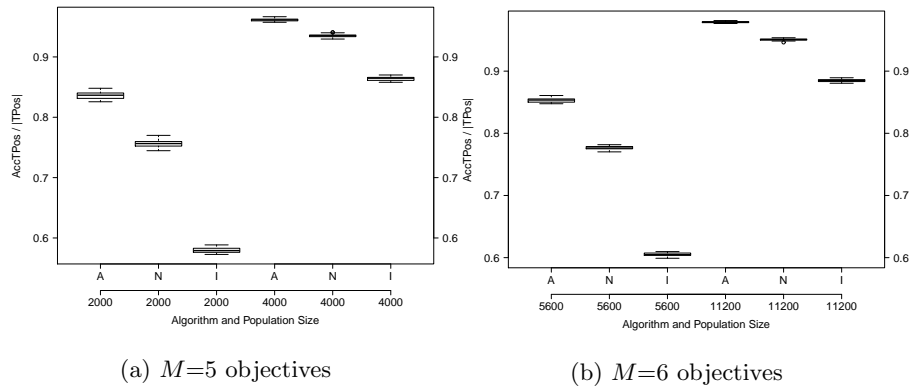 AccTPos / |TPos|
0.9
0.8
0.7
0.6
0.9
0.8
0.7
0.6
A N I A N I
2000 2000 2000 4000 4000 4000
Algorithm and Population Size
(a) M=5 objectives
AccTPos / |TPos|
0.9
0.8
0.7
0.6
0.9
0.8
0.7
0.6
A N I A N I
5600 5600 5600 11200 11200 11200
Algorithm and Population Size
(b) M=6 objectives